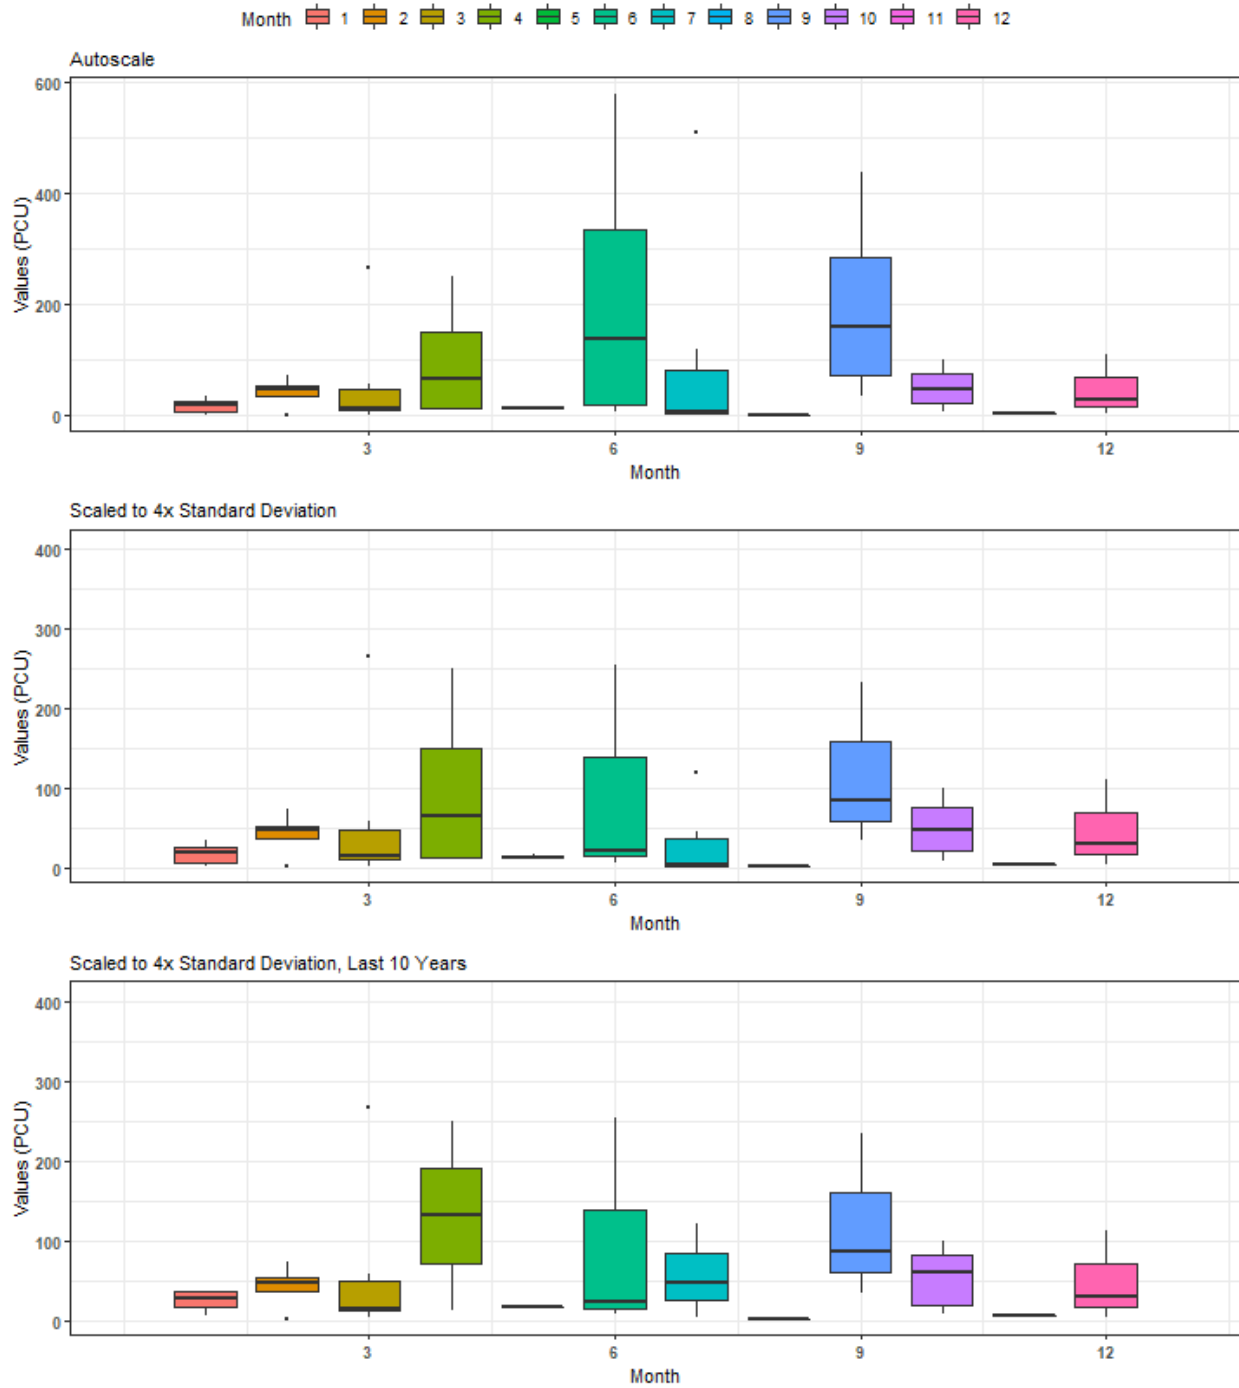 Month 1 2 3 4 5 6 7 8 9 10 11 12
Autoscale
600
400
200
0
Values (PCU)
3 6 9 12
Month
Scaled to 4x Standard Deviation
400
300
200
100
0
Values (PCU)
3 6 9 12
Month
Scaled to 4x Standard Deviation, Last 10 Years
400
300
200
100
0
Values (PCU)
3 6 9 12
Month